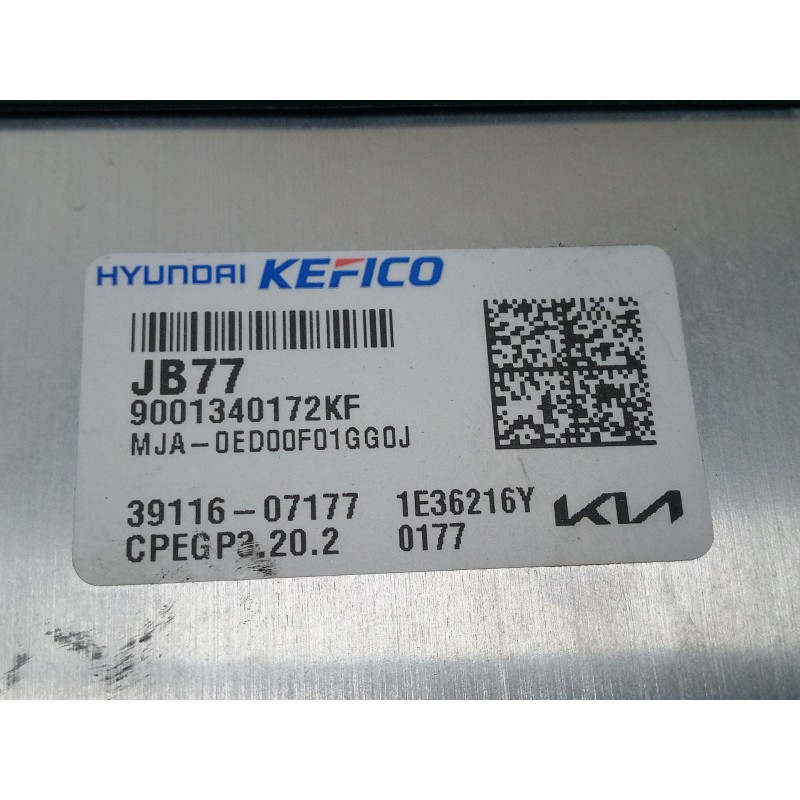 HYUNDAI KEFICO
JB77
9001340172KF
MJA-0ED00F01GG0J
39116-07177 1E36216Y KIA
CPEGP3.20.2 0177